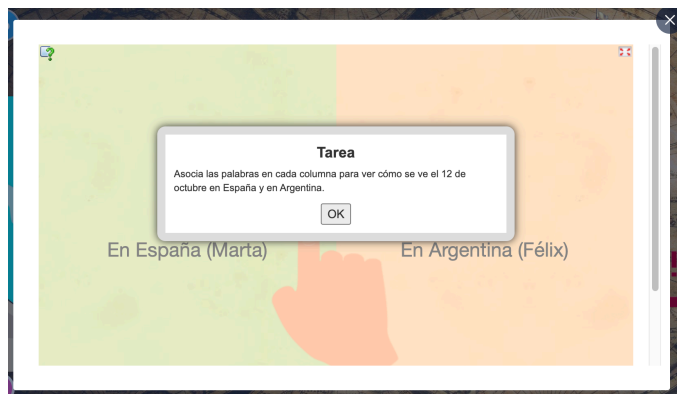 Tarea
Asocia las palabras en cada columna para ver cómo se ve el 12 de
octubre en España y en Argentina.
OK
En España (Marta)
En Argentina (Félix)